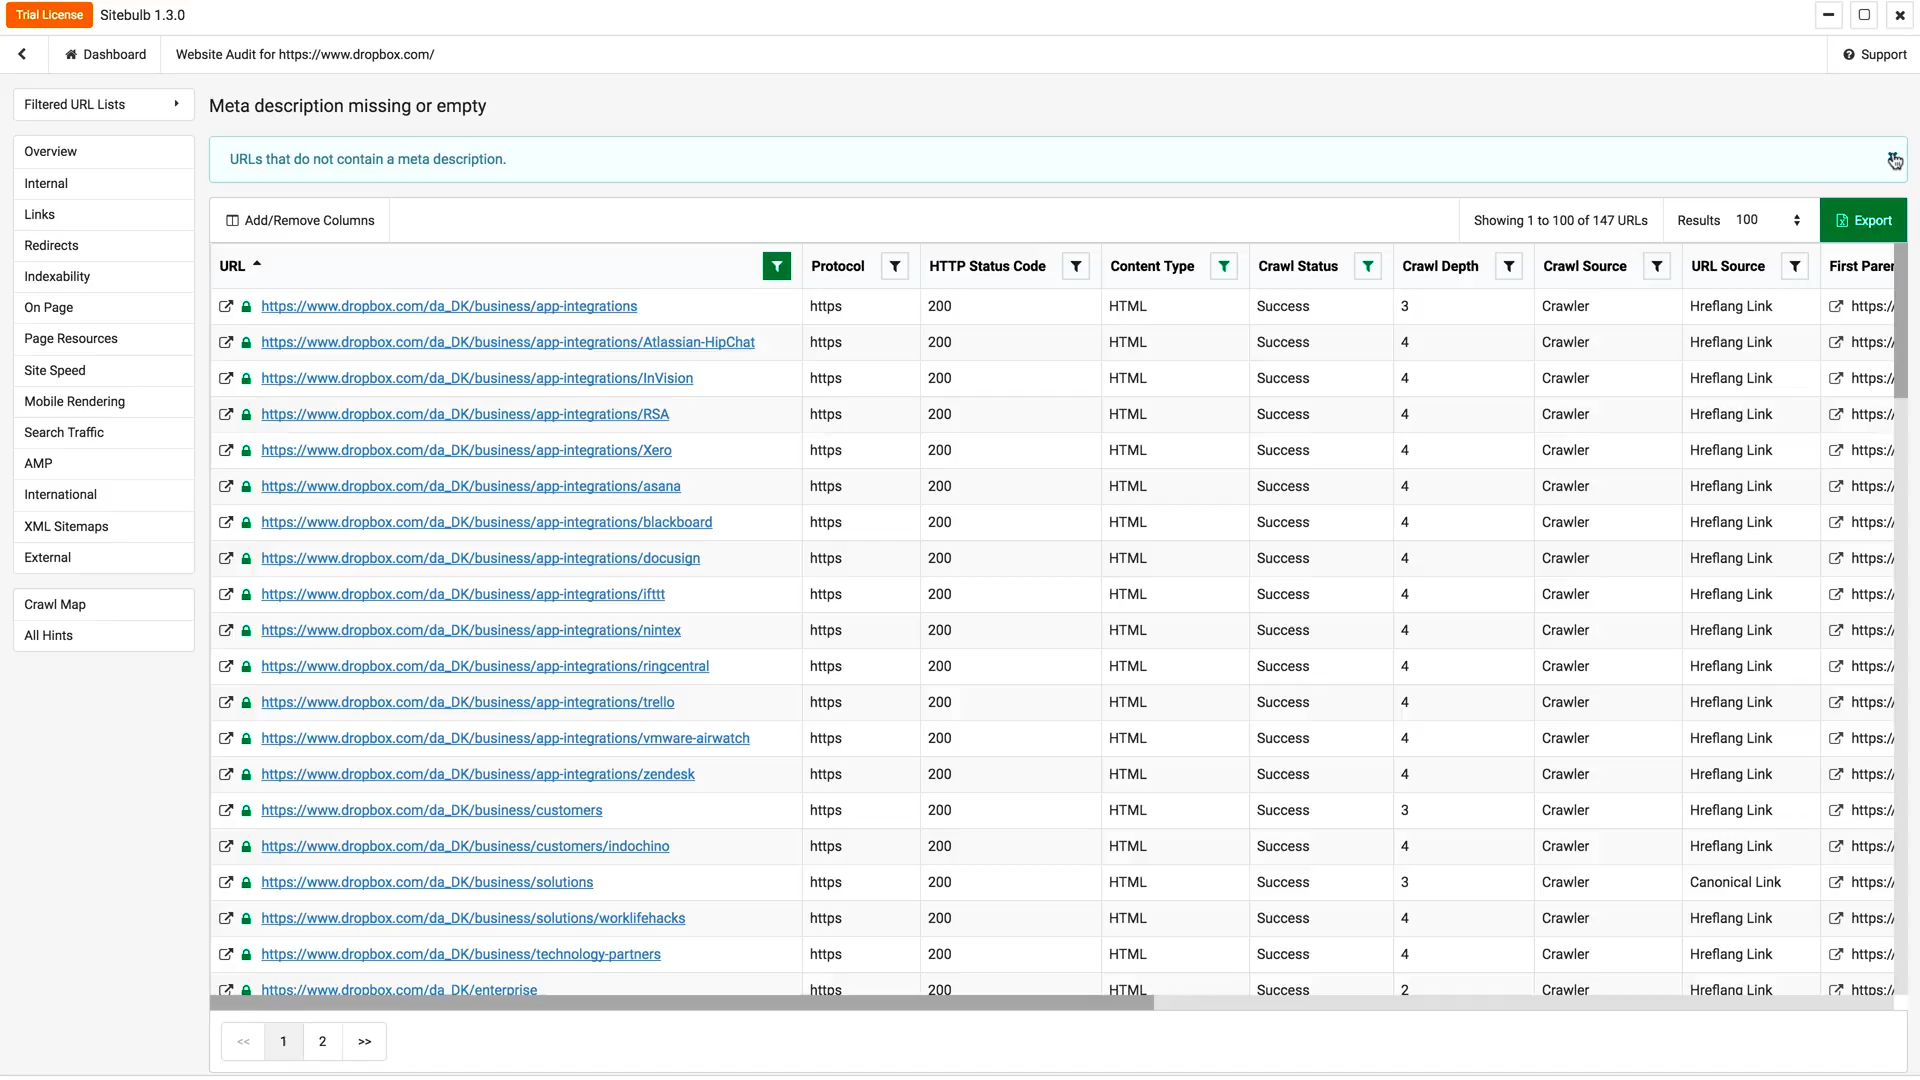 Trial License Sitebulb 1.3.0
Dashboard Website Audit for https://www.dropbox.com/ Support
Filtered URL Lists
Overview
Internal
Links
Redirects
Indexability
On Page
Page Resources
Site Speed
Mobile Rendering
Search Traffic
AMP
International
XML Sitemaps
External
Crawl Map
All Hints
Meta description missing or empty
URLs that do not contain a meta description.
Add/Remove Columns Showing 1 to 100 of 147 URLs Results 100 Export
URL Protocol HTTP Status Code Content Type Crawl Status Crawl Depth Crawl Source URL Source First Parer
https://www.dropbox.com/da_DK/business/app-integrations https 200 HTML Success 3 Crawler Hreflang Link https://
https://www.dropbox.com/da_DK/business/app-integrations/Atlassian-HipChat https 200 HTML Success 4 Crawler Hreflang Link https://
https://www.dropbox.com/da_DK/business/app-integrations/InVision https 200 HTML Success 4 Crawler Hreflang Link https://
https://www.dropbox.com/da_DK/business/app-integrations/RSA https 200 HTML Success 4 Crawler Hreflang Link https://
https://www.dropbox.com/da_DK/business/app-integrations/Xero https 200 HTML Success 4 Crawler Hreflang Link https://
https://www.dropbox.com/da_DK/business/app-integrations/asana https 200 HTML Success 4 Crawler Hreflang Link https://
https://www.dropbox.com/da_DK/business/app-integrations/blackboard https 200 HTML Success 4 Crawler Hreflang Link https://
https://www.dropbox.com/da_DK/business/app-integrations/docusign https 200 HTML Success 4 Crawler Hreflang Link https://
https://www.dropbox.com/da_DK/business/app-integrations/ifttt https 200 HTML Success 4 Crawler Hreflang Link https://
https://www.dropbox.com/da_DK/business/app-integrations/nintex https 200 HTML Success 4 Crawler Hreflang Link https://
https://www.dropbox.com/da_DK/business/app-integrations/ringcentral https 200 HTML Success 4 Crawler Hreflang Link https://
https://www.dropbox.com/da_DK/business/app-integrations/trello https 200 HTML Success 4 Crawler Hreflang Link https://
https://www.dropbox.com/da_DK/business/app-integrations/vmware-airwatch https 200 HTML Success 4 Crawler Hreflang Link https://
https://www.dropbox.com/da_DK/business/app-integrations/zendesk https 200 HTML Success 4 Crawler Hreflang Link https://
https://www.dropbox.com/da_DK/business/customers https 200 HTML Success 3 Crawler Hreflang Link https://
https://www.dropbox.com/da_DK/business/customers/indochino https 200 HTML Success 4 Crawler Hreflang Link https://
https://www.dropbox.com/da_DK/business/solutions https 200 HTML Success 3 Crawler Canonical Link https://
https://www.dropbox.com/da_DK/business/solutions/worklifehacks https 200 HTML Success 4 Crawler Hreflang Link https://
https://www.dropbox.com/da_DK/business/technology-partners https 200 HTML Success 4 Crawler Hreflang Link https://
https://www.dropbox.com/da_DK/enterprise https 200 HTML Success 2 Crawler Hreflang Link https://
<< 1 2 >>